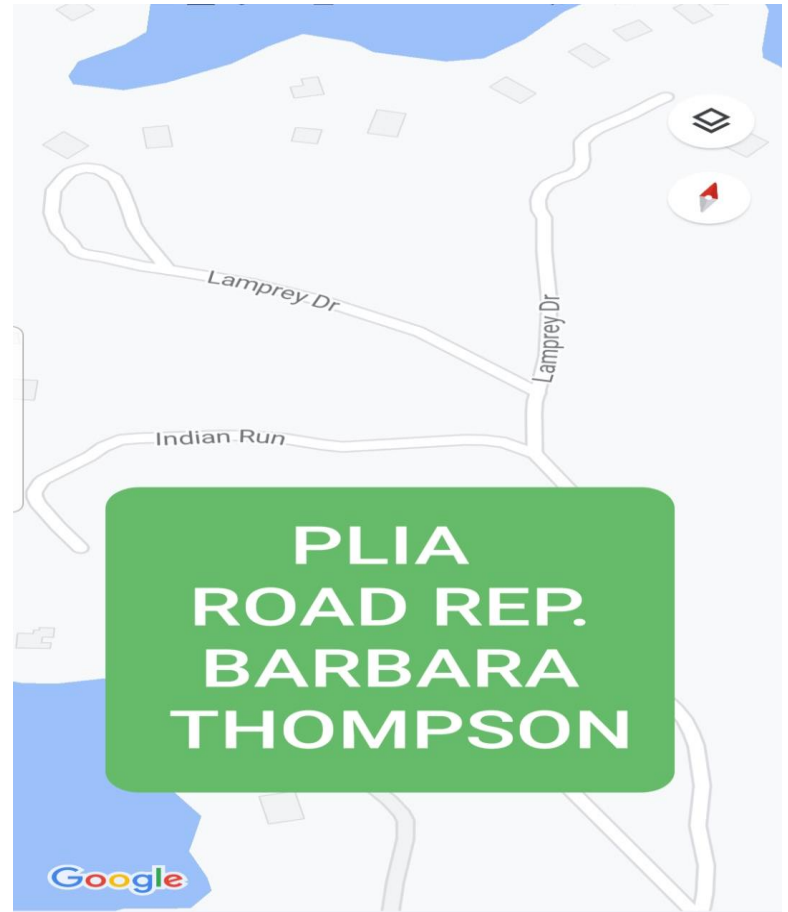 Lamprey Dr
Lamprey Dr
Indian Run
PLIA
ROAD REP.
BARBARA
THOMPSON
Google